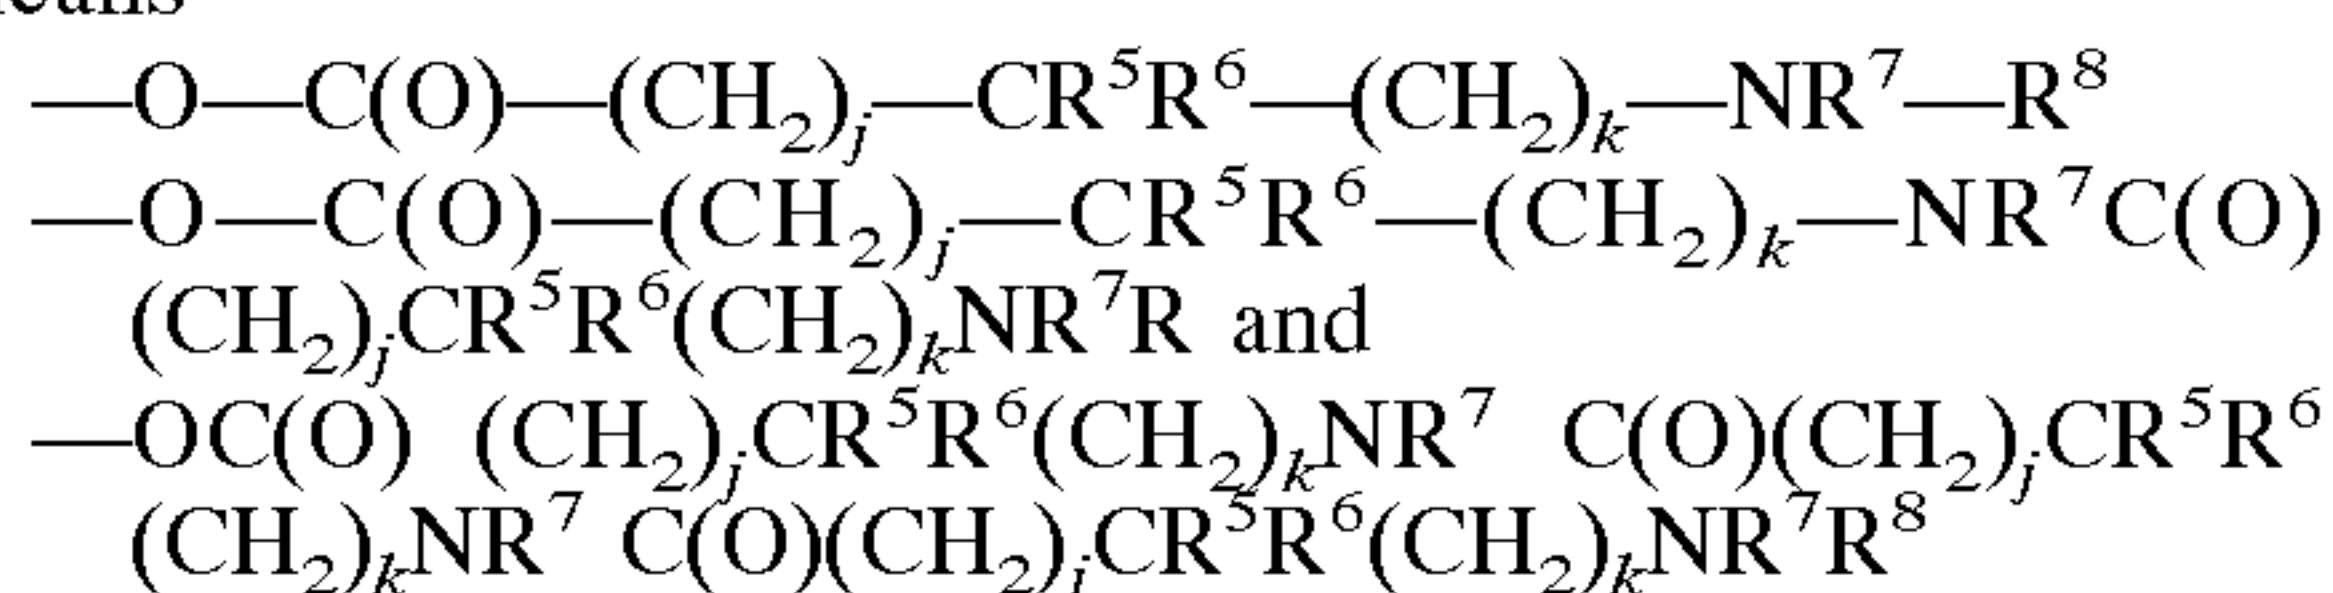 —O—C(O)—(CH₂)ⱼ—CR⁵R⁶—(CH₂)ₖ—NR⁷—R⁸
—O—C(O)—(CH₂)ⱼ—CR⁵R⁶—(CH₂)ₖ—NR⁷C(O)
(CH₂)ⱼCR⁵R⁶(CH₂)ₖNR⁷R and
—OC(O) (CH₂)ⱼCR⁵R⁶(CH₂)ₖNR⁷ C(O)(CH₂)ⱼCR⁵R⁶
(CH₂)ₖNR⁷ C(O)(CH₂)ⱼCR⁵R⁶(CH₂)ₖNR⁷R⁸